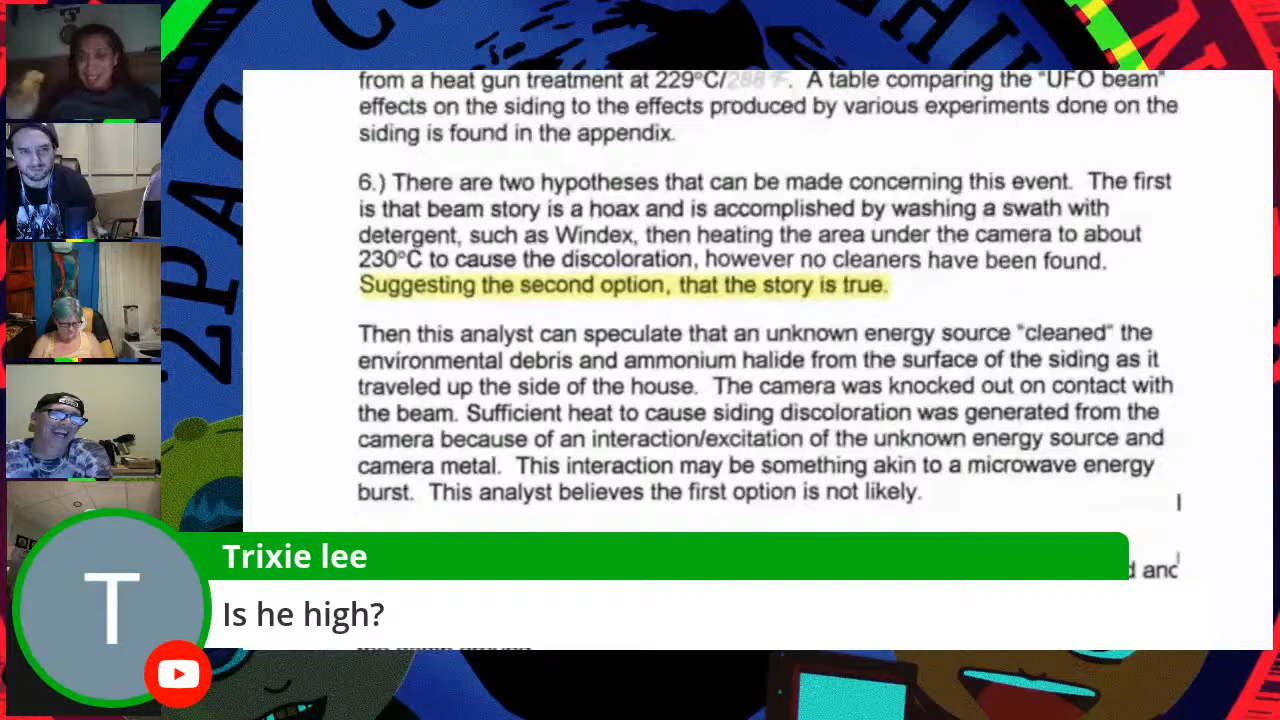 from a heat gun treatment at 229°C/288°F. A table comparing the "UFO beam"
effects on the siding to the effects produced by various experiments done on the
siding is found in the appendix.
6.) There are two hypotheses that can be made concerning this event. The first
is that beam story is a hoax and is accomplished by washing a swath with
detergent, such as Windex, then heating the area under the camera to about
230°C to cause the discoloration, however no cleaners have been found.
Suggesting the second option, that the story is true.
Then this analyst can speculate that an unknown energy source "cleaned" the
environmental debris and ammonium halide from the surface of the siding as it
traveled up the side of the house. The camera was knocked out on contact with
the beam. Sufficient heat to cause siding discoloration was generated from the
camera because of an interaction/excitation of the unknown energy source and
camera metal. This interaction may be something akin to a microwave energy
burst. This analyst believes the first option is not likely.
Trixie lee
T
Is he high?